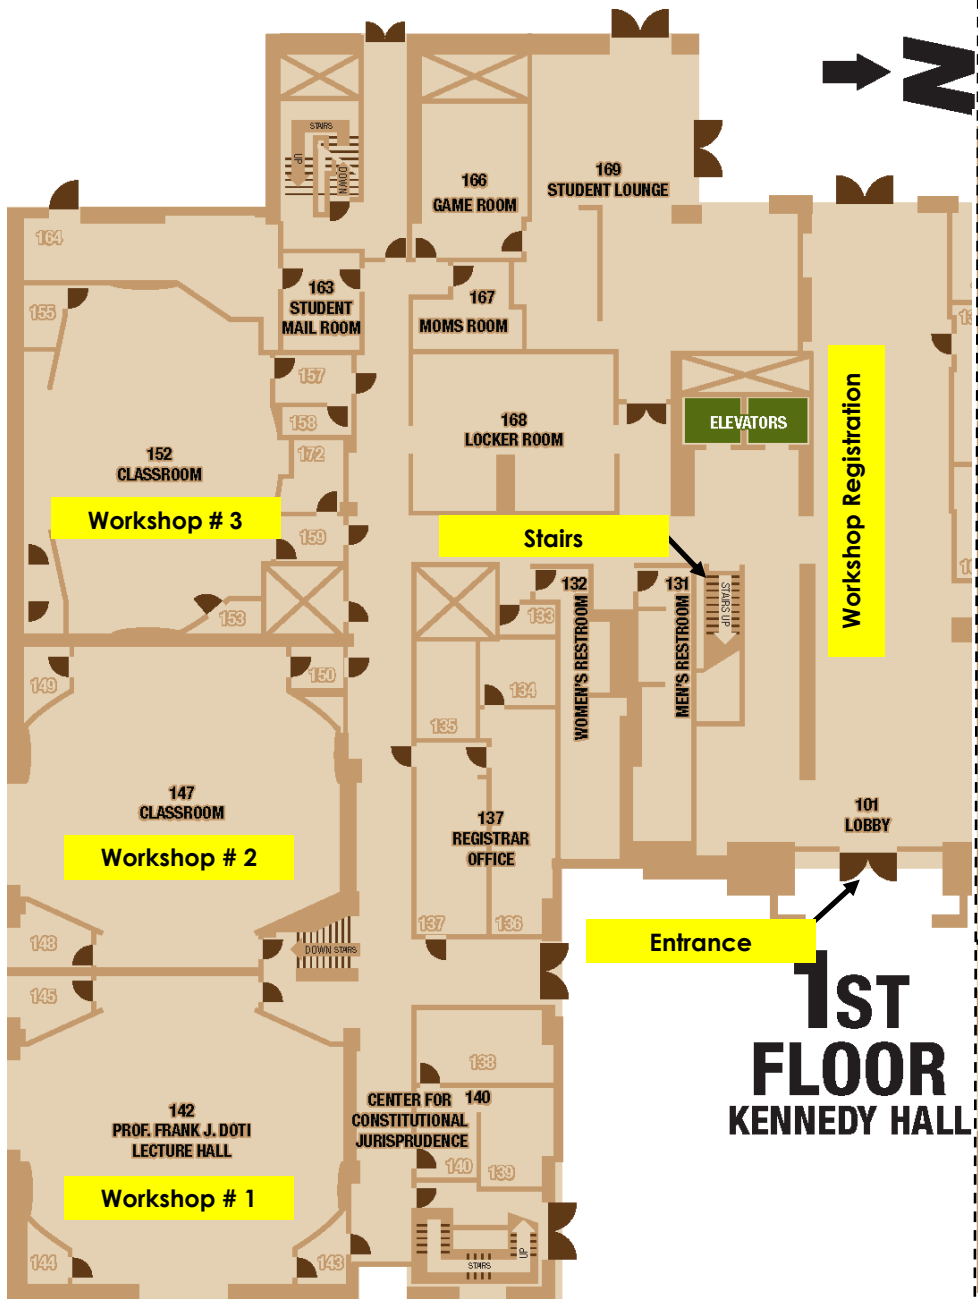 N
STAIRS
UP
DOWN
166
GAME ROOM
169
STUDENT LOUNGE
164
155
163
STUDENT
MAIL ROOM
167
MOMS ROOM
157
158
172
168
LOCKER ROOM
ELEVATORS
Workshop Registration
152
CLASSROOM
Workshop # 3
Stairs
159
153
132
WOMEN'S RESTROOM
131
MEN'S RESTROOM
STAIRS UP
133
134
135
149
150
147
CLASSROOM
Workshop # 2
137
REGISTRAR
OFFICE
101
LOBBY
137
136
148
DOWN STAIRS
Entrance
145
1ST
FLOOR
KENNEDY HALL
138
142
PROF. FRANK J. DOTI
LECTURE HALL
CENTER FOR
CONSTITUTIONAL
JURISPRUDENCE
140
140
139
Workshop # 1
144
143
STAIRS
UP